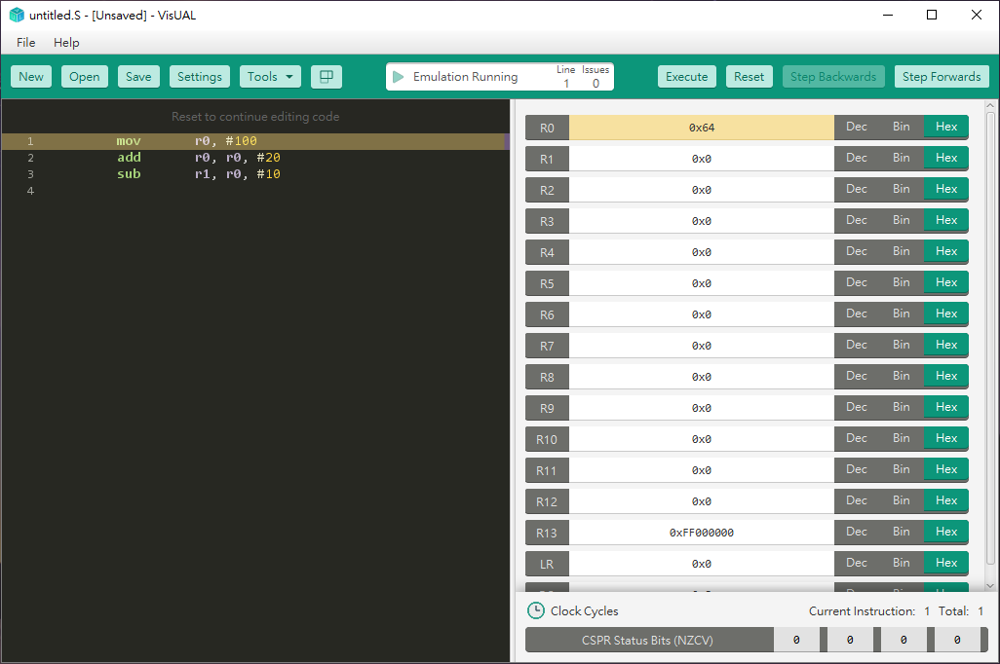 untitled.S - [Unsaved] - VisUAL
File Help
New Open Save Settings Tools Emulation Running Line Issues Execute Reset Step Backwards Step Forwards
1 0
Reset to continue editing code
1 mov r0, #100
2 add r0, r0, #20
3 sub r1, r0, #10
4
R0 0x64 Dec Bin Hex
R1 0x0 Dec Bin Hex
R2 0x0 Dec Bin Hex
R3 0x0 Dec Bin Hex
R4 0x0 Dec Bin Hex
R5 0x0 Dec Bin Hex
R6 0x0 Dec Bin Hex
R7 0x0 Dec Bin Hex
R8 0x0 Dec Bin Hex
R9 0x0 Dec Bin Hex
R10 0x0 Dec Bin Hex
R11 0x0 Dec Bin Hex
R12 0x0 Dec Bin Hex
R13 0xFF000000 Dec Bin Hex
LR 0x0 Dec Bin Hex
Clock Cycles Current Instruction: 1 Total: 1
CSPR Status Bits (NZCV) 0 0 0 0